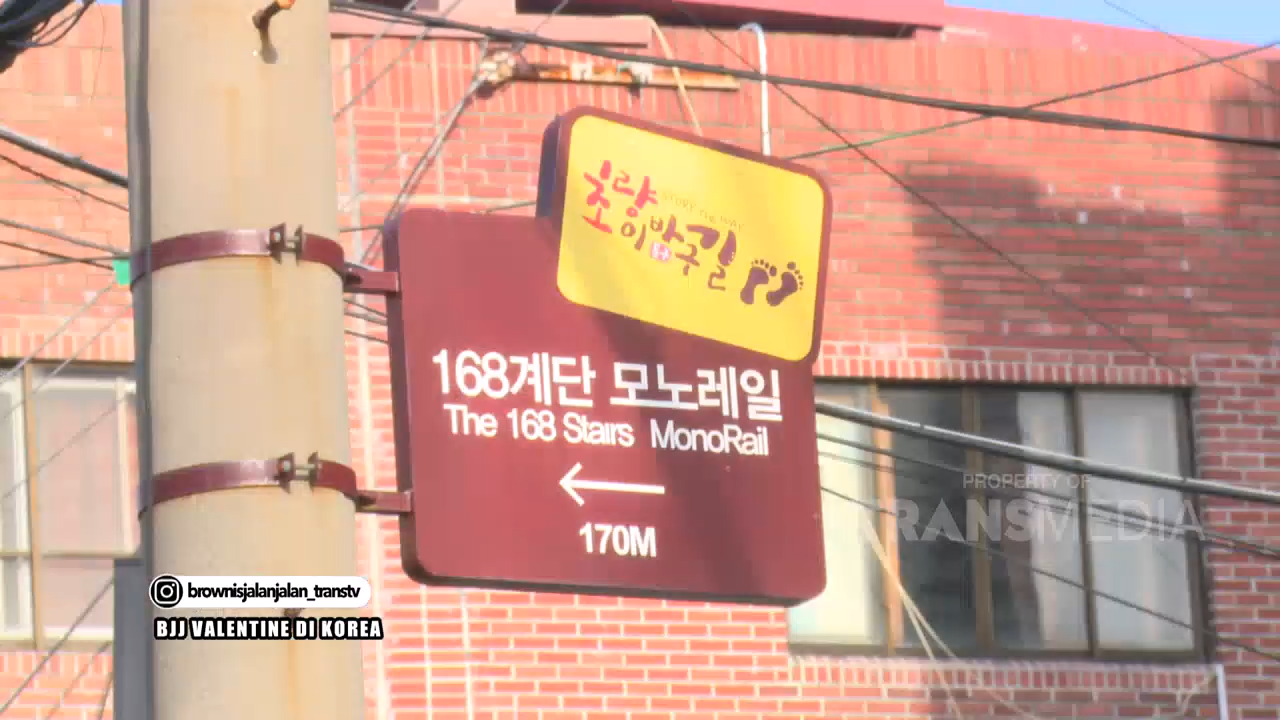 초량
이바구길
168계단 모노레일
The 168 Stairs MonoRail
170M
PROPERTY OF
TRANSMEDIA
brownisjalanjalan_transtv
BJJ VALENTINE DI KOREA